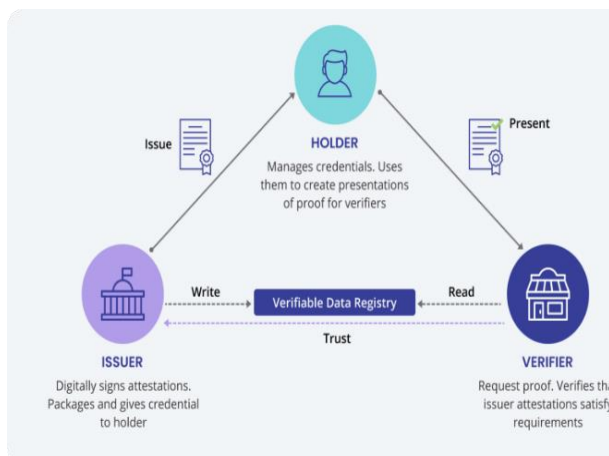 Issue
Present
HOLDER
Manages credentials. Uses
them to create presentations
of proof for verifiers
Write
Verifiable Data Registry
Read
Trust
ISSUER
Digitally signs attestations.
Packages and gives credential
to holder
VERIFIER
Request proof. Verifies tha
issuer attestations satisfy
requirements